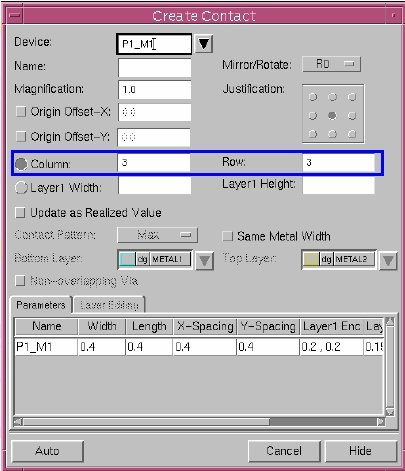 Create Contact
Device: P1_M1
Name: Mirror/Rotate: R0
Magnification: 1.0 Justification:
Origin Offset-X: 0.0
Origin Offset-Y: 0.0
Column: 3 Row: 3
Layer1 Width: Layer1 Height:
Update as Realized Value
Contact Pattern: Max Same Metal Width
Bottom Layer: dg METAL1 Top Layer: dg METAL2
Non-overlapping Via
Parameters Layer Editing
Name Width Length X-Spacing Y-Spacing Layer1 Enc Lay
P1_M1 0.4 0.4 0.4 0.4 0.2 , 0.2 0.15
Auto Cancel Hide